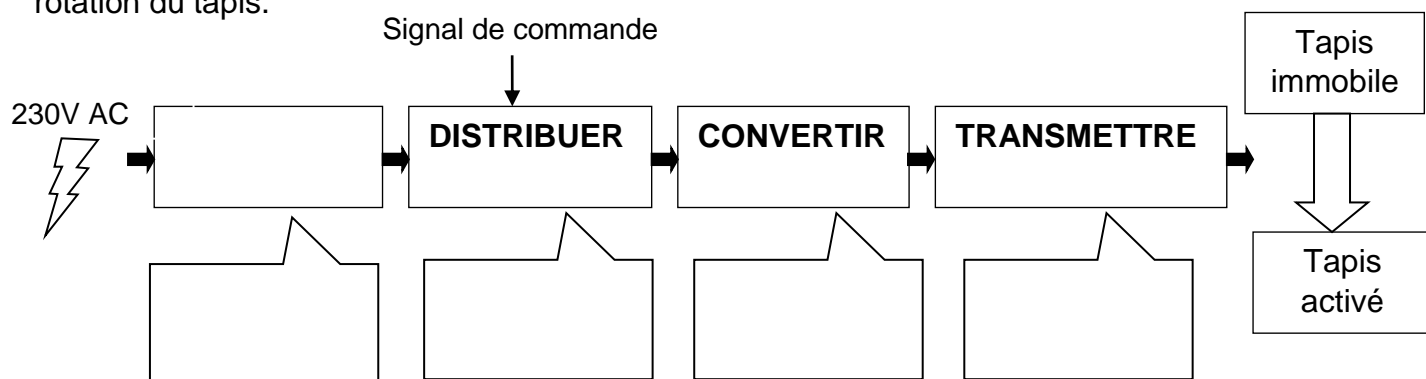 rotation du tapis.
Signal de commande
230V AC
DISTRIBUER
CONVERTIR
TRANSMETTRE
Tapis
immobile
Tapis
activé